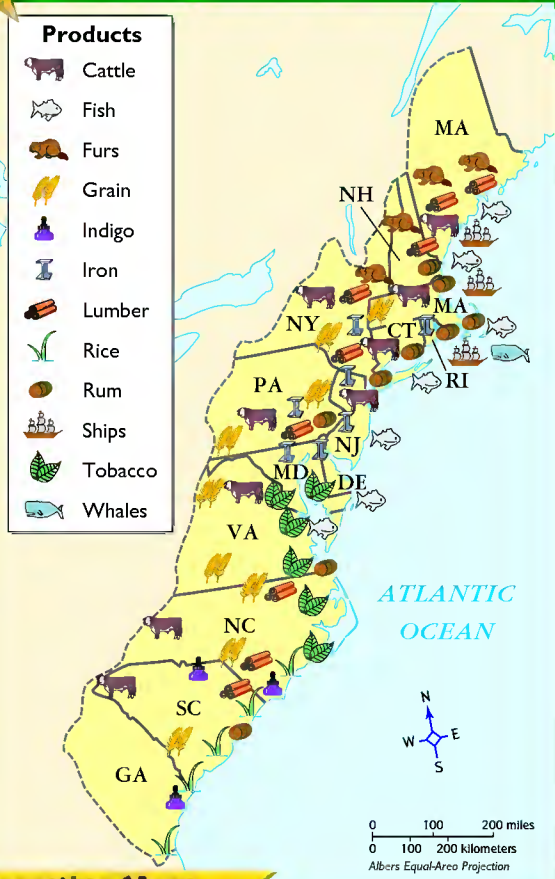 Products
Cattle
Fish
Furs
Grain
Indigo
Iron
Lumber
Rice
Rum
Ships
Tobacco
Whales
MA
NH
MA
NY
CT
RI
PA
NJ
MD
DE
VA
NC
SC
GA
ATLANTIC
OCEAN
N
W
E
S
0 100 200 miles
0 100 200 kilometers
Albers Equal-Area Projection